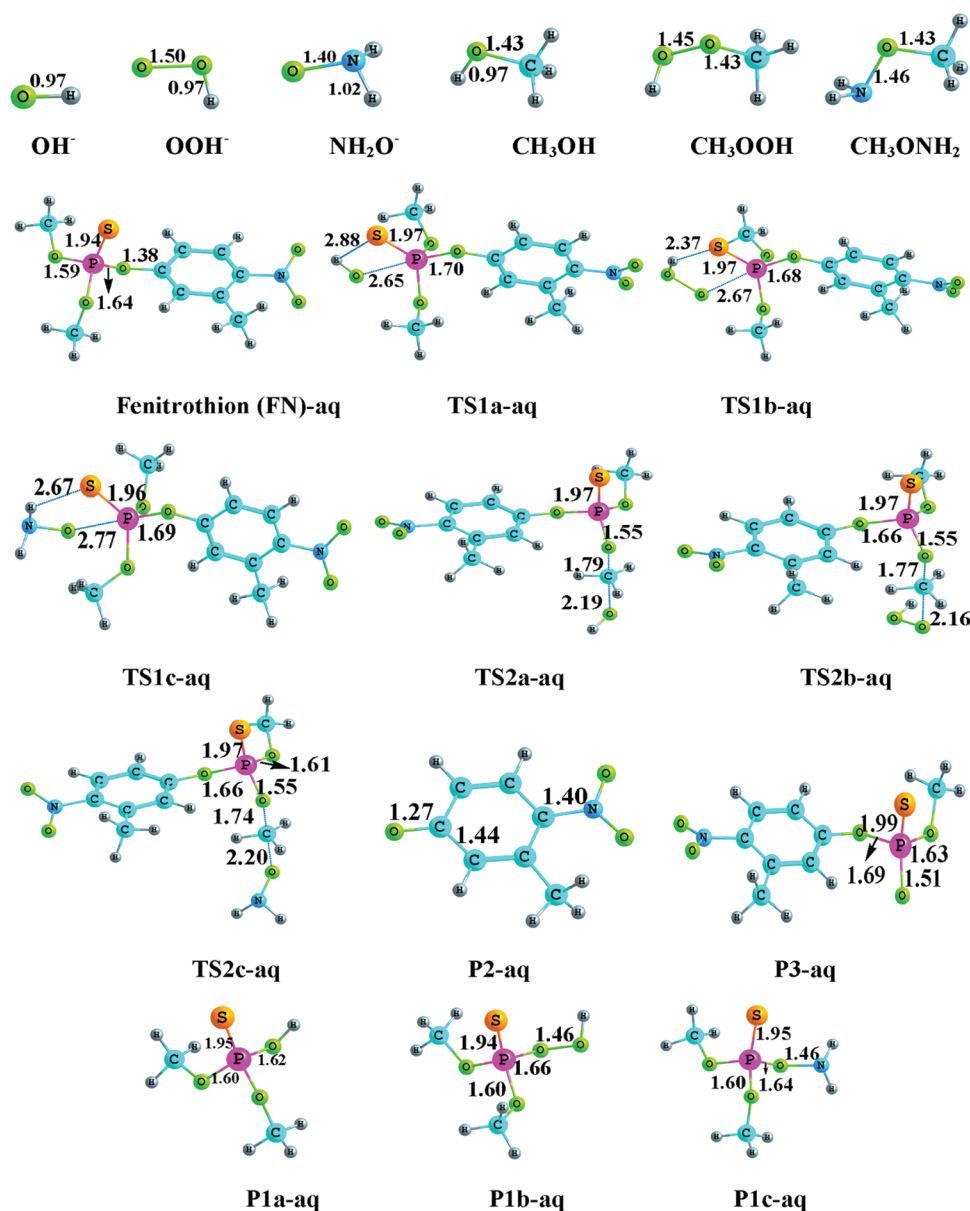 1.50 1.40 H O 1.43 H 1.45 O H O 1.43 H
0.97 O O O N H 0.97 C H H O 1.43 C H H 1.46 C H
O H 0.97 H 1.02 H H H H N H
OH⁻ OOH⁻ NH₂O⁻ CH₃OH CH₃OOH CH₃ONH₂
H C H H S 1.94 1.38 O 1.59 P O 1.64 O C H H H C C C C C C H H H N O O C H H H
H C H H S 1.97 O 2.88 H O 2.65 P 1.70 O O C H H H C C C C C C H H H N O O C H H H
2.37 S C H H H O 1.97 P 1.68 O H O O 2.67 O C H H H C C C C C C H H H N O O C H H H
Fenitrothion (FN)-aq TS1a-aq TS1b-aq
2.67 S 1.96 C H H H O P 1.69 O H N H O 2.77 O C H H H C C C C C C H H H N O O C H H H
S 1.97 C H H H O P 1.55 O O 1.79 C H H H 2.19 O H C C C C C C H H H N O O C H H H
S 1.97 C H H H O P 1.66 1.55 O O 1.77 C H H 2.16 H O O C C C C C C H H H N O O C H H H
TS1c-aq TS2a-aq TS2b-aq
S C H H H 1.97 O P 1.61 1.66 1.55 O O 1.74 C H H H 2.20 O N H H C C C C C C H H H N O O C H H H
1.27 O C C C C C C 1.44 1.40 H H H N O O C H H H
S C H H H 1.99 O P 1.63 1.69 1.51 O O C C C C C C H H H N O O C H H H
TS2c-aq P2-aq P3-aq
S H 1.95 O P 1.62 1.60 O C H H H O C H H H
S H 1.94 1.46 O O P 1.66 1.60 O C H H H O C H H H
S 1.95 1.46 H P O N 1.60 1.64 H O C H H H O C H H H
P1a-aq P1b-aq P1c-aq